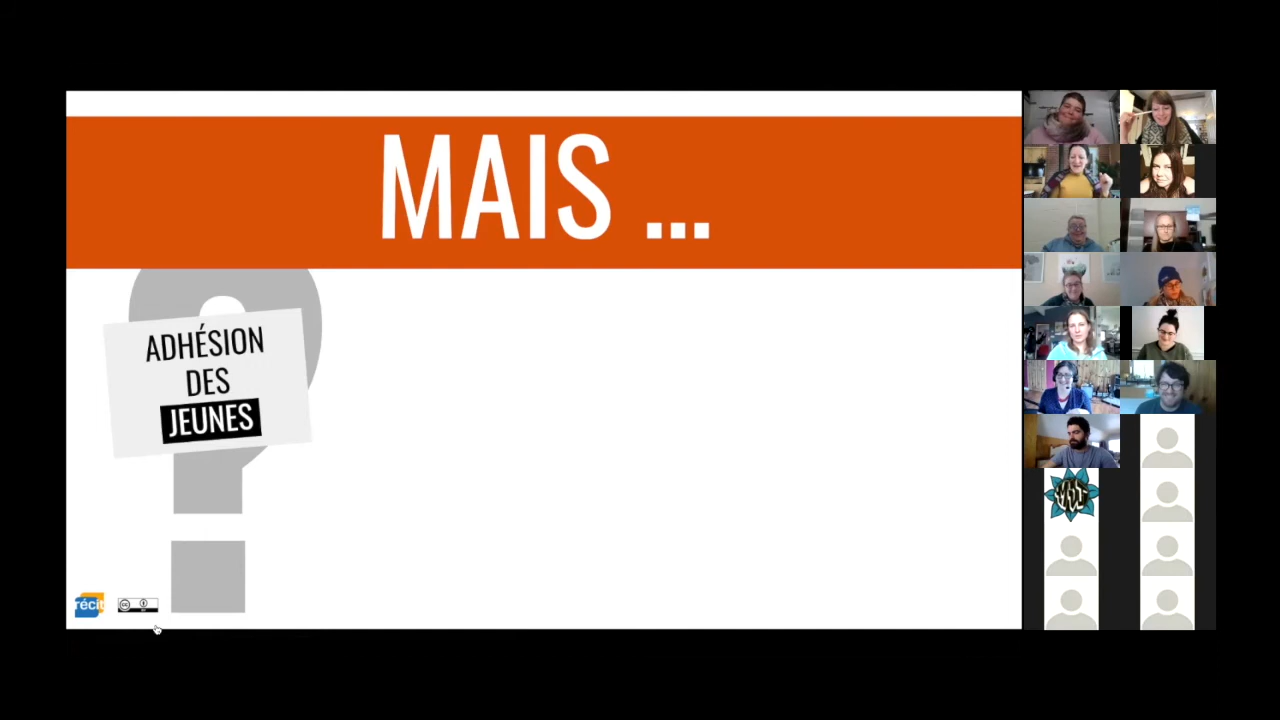 MAIS ...
ADHÉSION
DES
JEUNES
récit